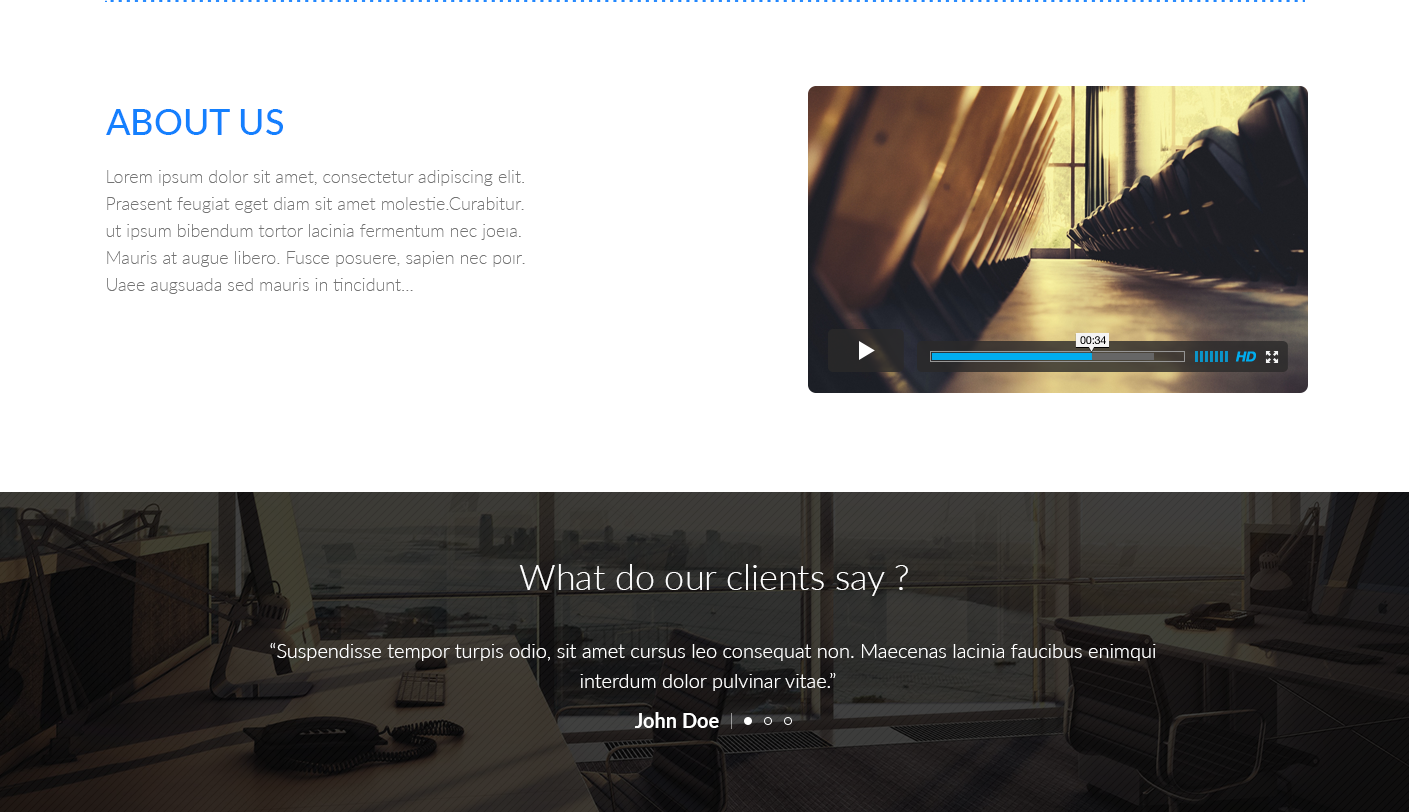 ABOUT US
Lorem ipsum dolor sit amet, consectetur adipiscing elit.
Praesent feugiat eget diam sit amet molestie.Curabitur.
ut ipsum bibendum tortor lacinia fermentum nec joeıa.
Mauris at augue libero. Fusce posuere, sapien nec poır.
Uaee augsuada sed mauris in tincidunt...
00:34
HD
What do our clients say ?
“Suspendisse tempor turpis odio, sit amet cursus leo consequat non. Maecenas lacinia faucibus enimqui
interdum dolor pulvinar vitae.”
John Doe